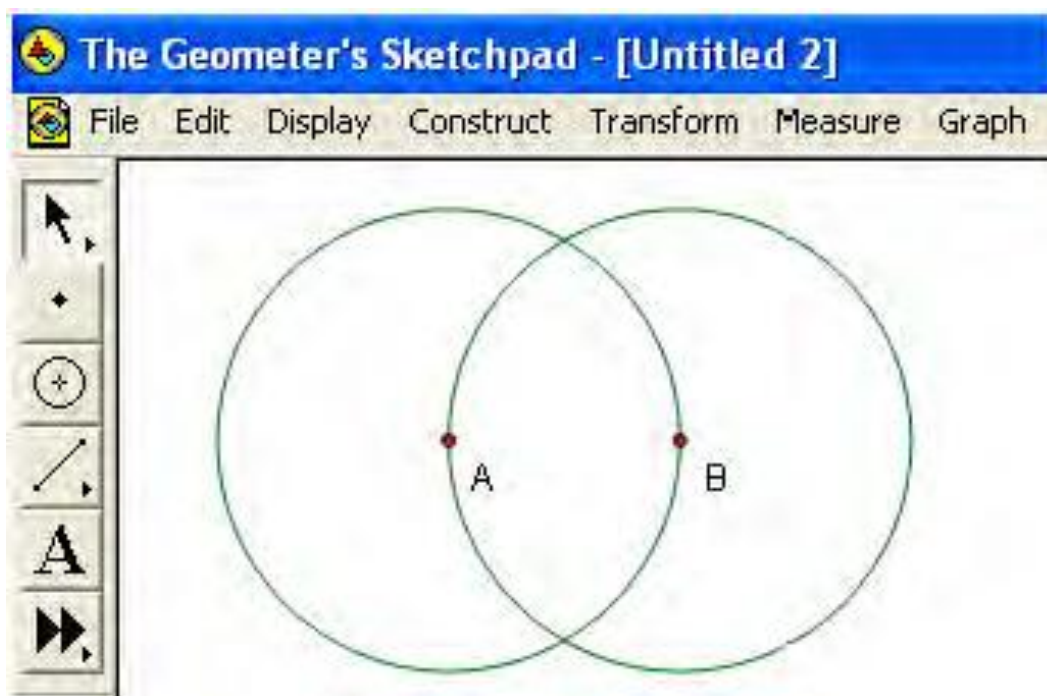 The Geometer's Sketchpad - [Untitled 2]
File Edit Display Construct Transform Measure Graph
A
A B